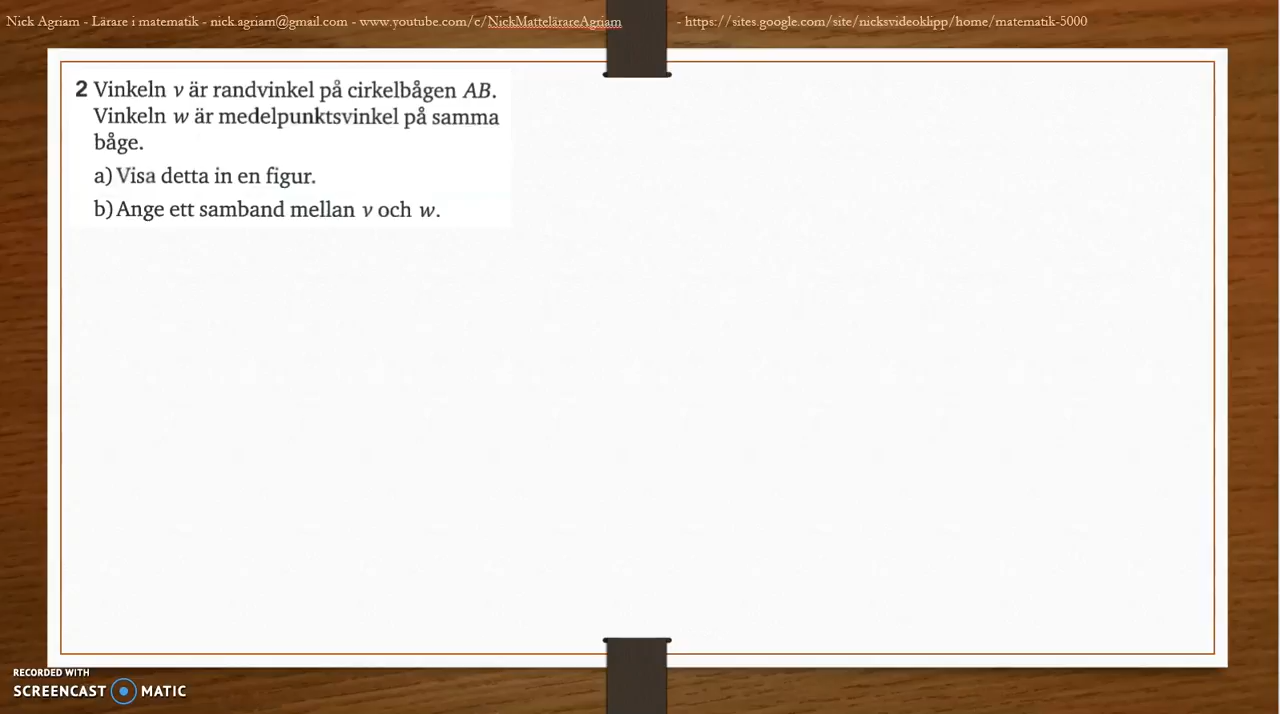 Nick Agriam - Lärare i matematik - nick.agriam@gmail.com - www.youtube.com/c/NickMattelärareAgriam - https://sites.google.com/site/nicksvideoklipp/home/matematik-5000
2 Vinkeln v är randvinkel på cirkelbågen AB.
Vinkeln w är medelpunktsvinkel på samma
båge.
a) Visa detta in en figur.
b) Ange ett samband mellan v och w.
RECORDED WITH
SCREENCAST MATIC